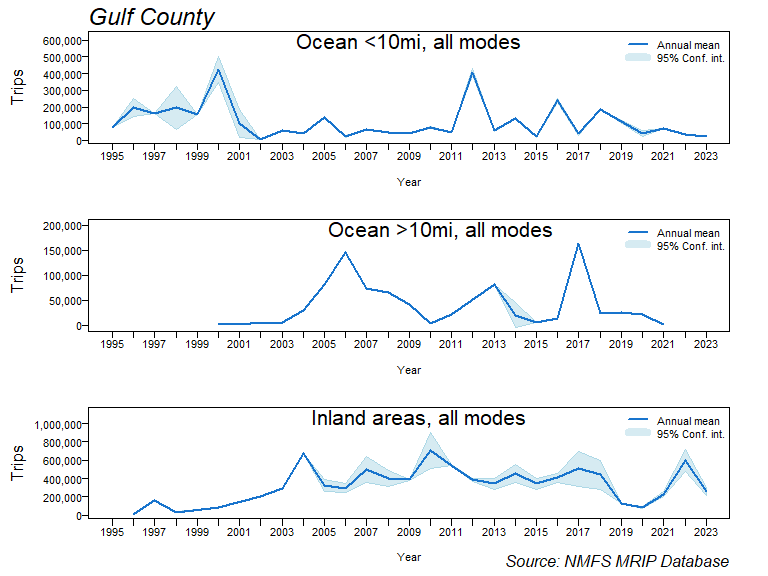 Gulf County
Ocean <10mi, all modes
Annual mean
95% Conf. int.
Trips
600,000
500,000
400,000
300,000
200,000
100,000
0
1995 1997 1999 2001 2003 2005 2007 2009 2011 2013 2015 2017 2019 2021 2023
Year
Ocean >10mi, all modes
Annual mean
95% Conf. int.
Trips
200,000
150,000
100,000
50,000
0
1995 1997 1999 2001 2003 2005 2007 2009 2011 2013 2015 2017 2019 2021 2023
Year
Inland areas, all modes
Annual mean
95% Conf. int.
Trips
1,000,000
800,000
600,000
400,000
200,000
0
1995 1997 1999 2001 2003 2005 2007 2009 2011 2013 2015 2017 2019 2021 2023
Year
Source: NMFS MRIP Database